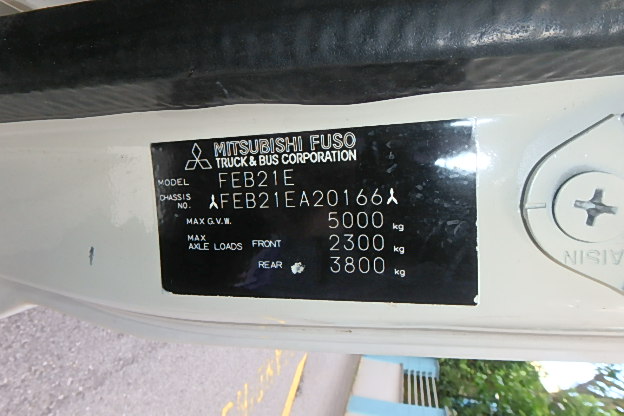 MITSUBISHI FUSO
TRUCK & BUS CORPORATION
MODEL FEB21E
CHASSIS NO. FEB21EA20166
MAX G.V.W. 5000 kg
MAX AXLE LOADS FRONT 2300 kg
REAR 3800 kg
AISIN